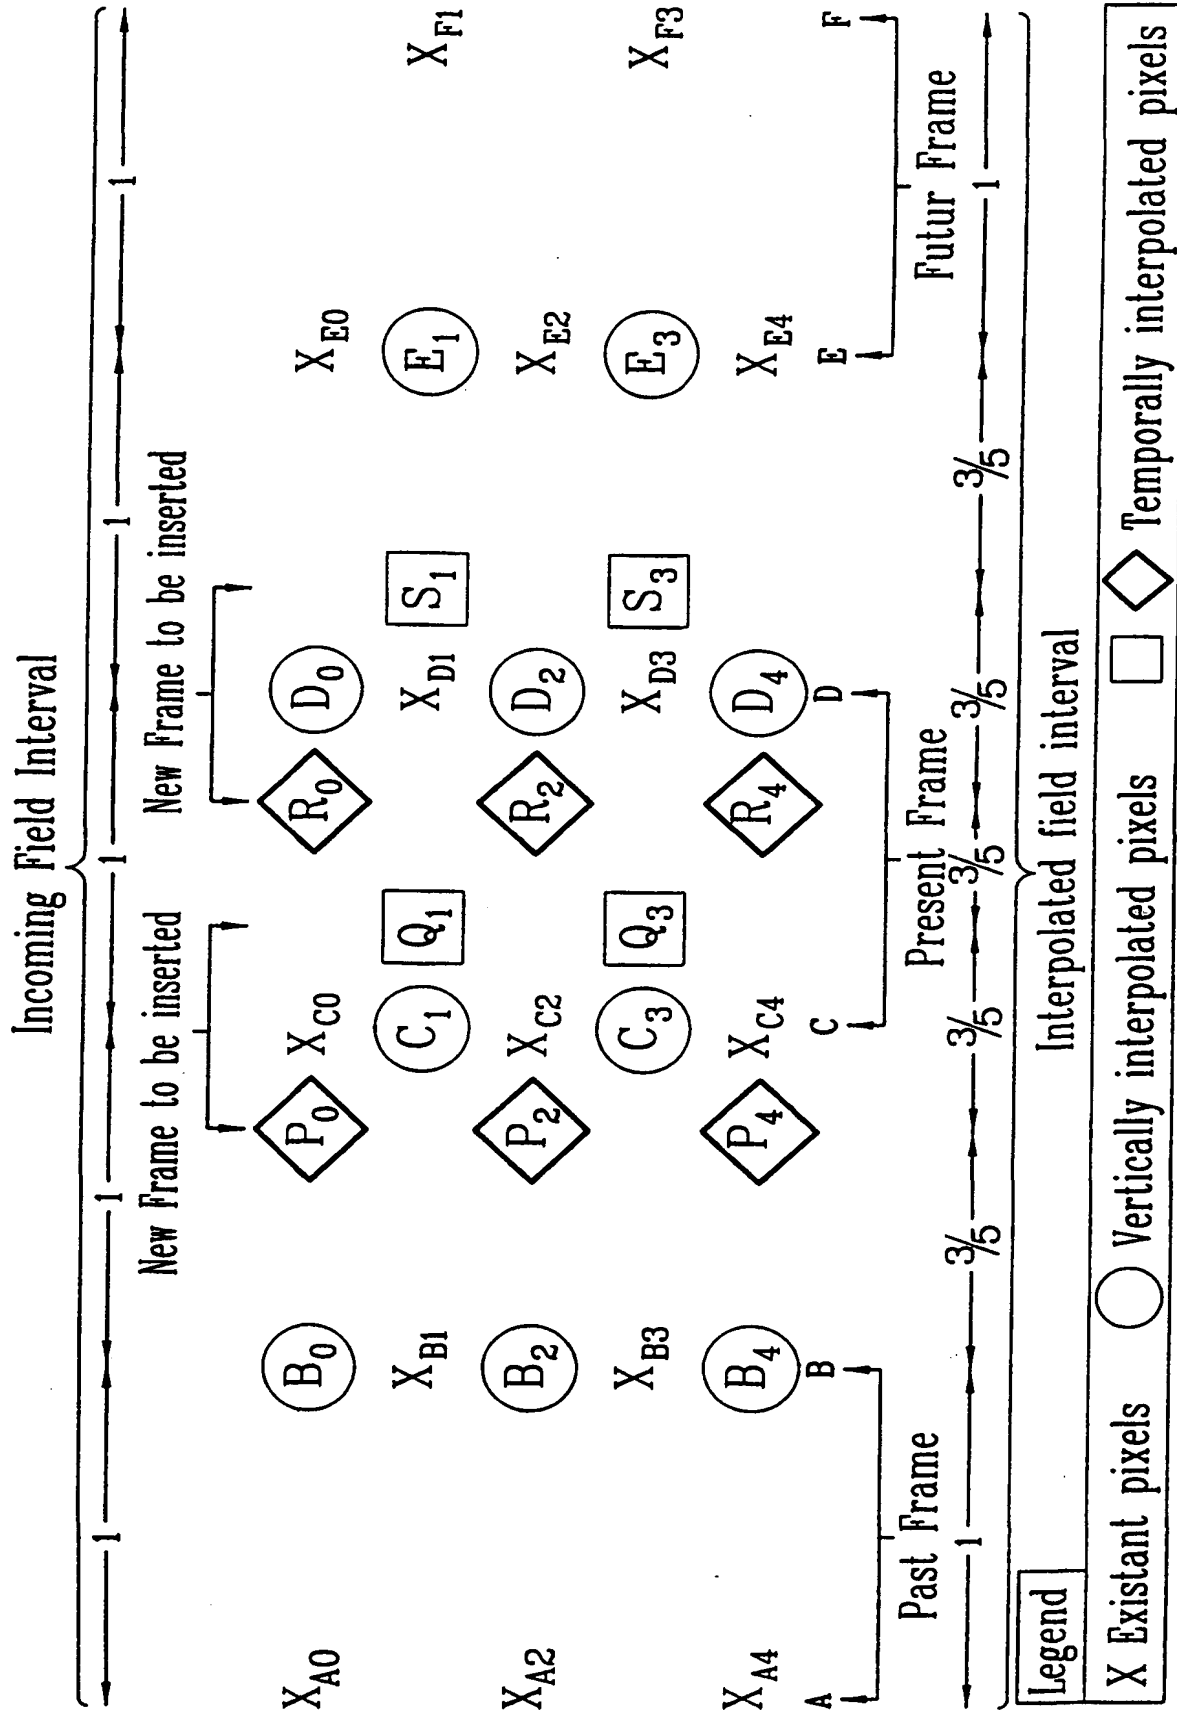 Incoming Field Interval
1 1 1 1 1
New Frame to be inserted New Frame to be inserted
X_A0 B_0 P_0 X_C0 R_0 D_0 X_E0
X_B1 C_1 Q_1 X_D1 S_1 E_1 X_F1
X_A2 B_2 P_2 X_C2 R_2 D_2 X_E2
X_B3 C_3 Q_3 X_D3 S_3 E_3 X_F3
X_A4 B_4 P_4 X_C4 R_4 D_4 X_E4
A B C D E F
Past Frame Present Frame Futur Frame
1 3/5 3/5 3/5 3/5 3/5 1
Interpolated field interval
Legend
X Existant pixels Vertically interpolated pixels Temporally interpolated pixels